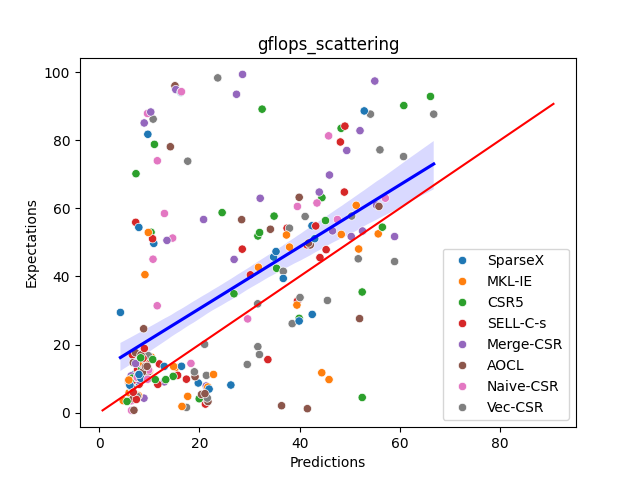 gflops_scattering
Expectations
100
80
60
40
20
0
0
20
40
60
80
Predictions
SparseX
MKL-IE
CSR5
SELL-C-s
Merge-CSR
AOCL
Naive-CSR
Vec-CSR